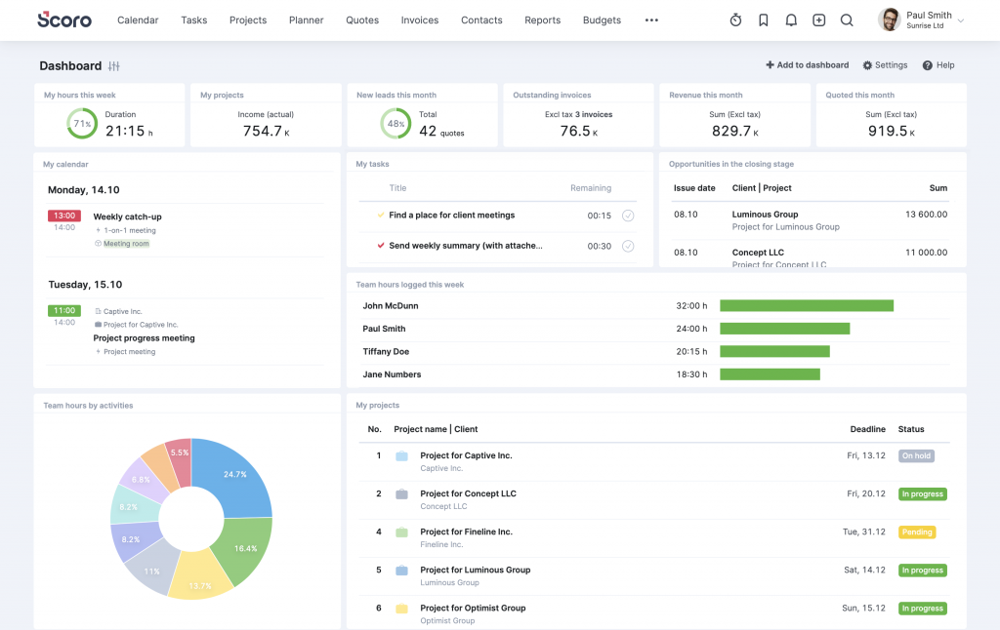 Scoro Calendar Tasks Projects Planner Quotes Invoices Contacts Reports Budgets ••• Paul Smith
Sunrise Ltd
Dashboard Add to dashboard Settings Help
My hours this week
71%
Duration
21:15 h
My projects
Income (actual)
754.7 K
New leads this month
48%
Total
42 quotes
Outstanding invoices
Excl tax 3 invoices
76.5 K
Revenue this month
Sum (Excl tax)
829.7 K
Quoted this month
Sum (Excl tax)
919.5 K
My calendar
Monday, 14.10
13:00 Weekly catch-up
14:00 1-on-1 meeting
Meeting room
Tuesday, 15.10
11:00 Captive Inc.
14:00 Project for Captive Inc.
Project progress meeting
Project meeting
My tasks
Title Remaining
Find a place for client meetings 00:15
Send weekly summary (with attache... 00:30
Opportunities in the closing stage
Issue date Client | Project Sum
08.10 Luminous Group 13 600.00
Project for Luminous Group
08.10 Concept LLC 11 000.00
Project for Concept LLC
Team hours logged this week
John McDunn 32:00 h
Paul Smith 24:00 h
Tiffany Doe 20:15 h
Jane Numbers 18:30 h
Team hours by activities
5.5%
24.7%
6.8%
8.2%
8.2%
16.4%
11%
13.7%
My projects
No. Project name | Client Deadline Status
1 Project for Captive Inc. Fri, 13.12 On hold
Captive Inc.
2 Project for Concept LLC Fri, 20.12 In progress
Concept LLC
4 Project for Fineline Inc. Tue, 31.12 Pending
Fineline Inc.
5 Project for Luminous Group Sat, 14.12 In progress
Luminous Group
6 Project for Optimist Group Sun, 15.12 In progress
Optimist Group